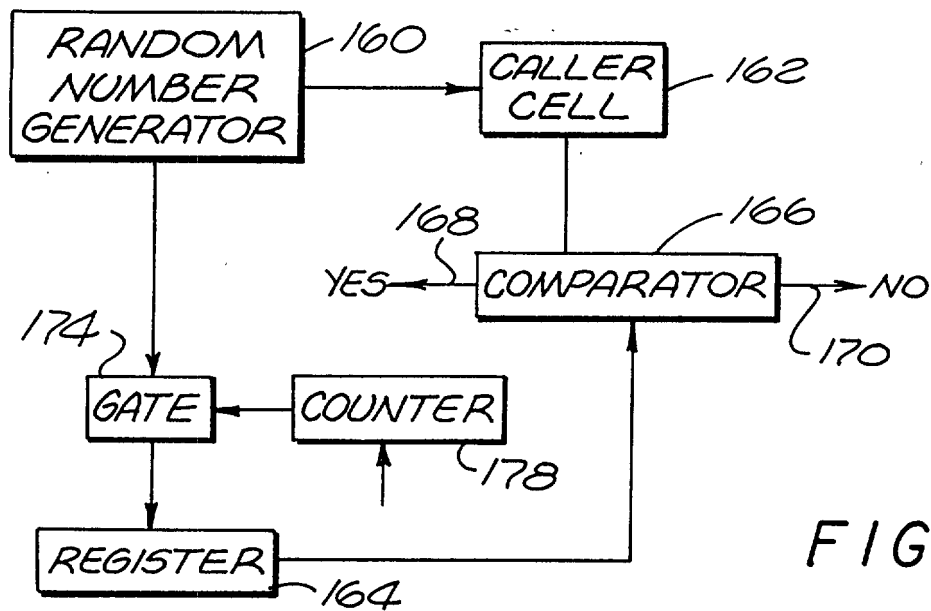 RANDOM
NUMBER
GENERATOR
160
CALLER
CELL
162
166
168
YES
COMPARATOR
NO
170
174
GATE
COUNTER
178
REGISTER
164
FIG